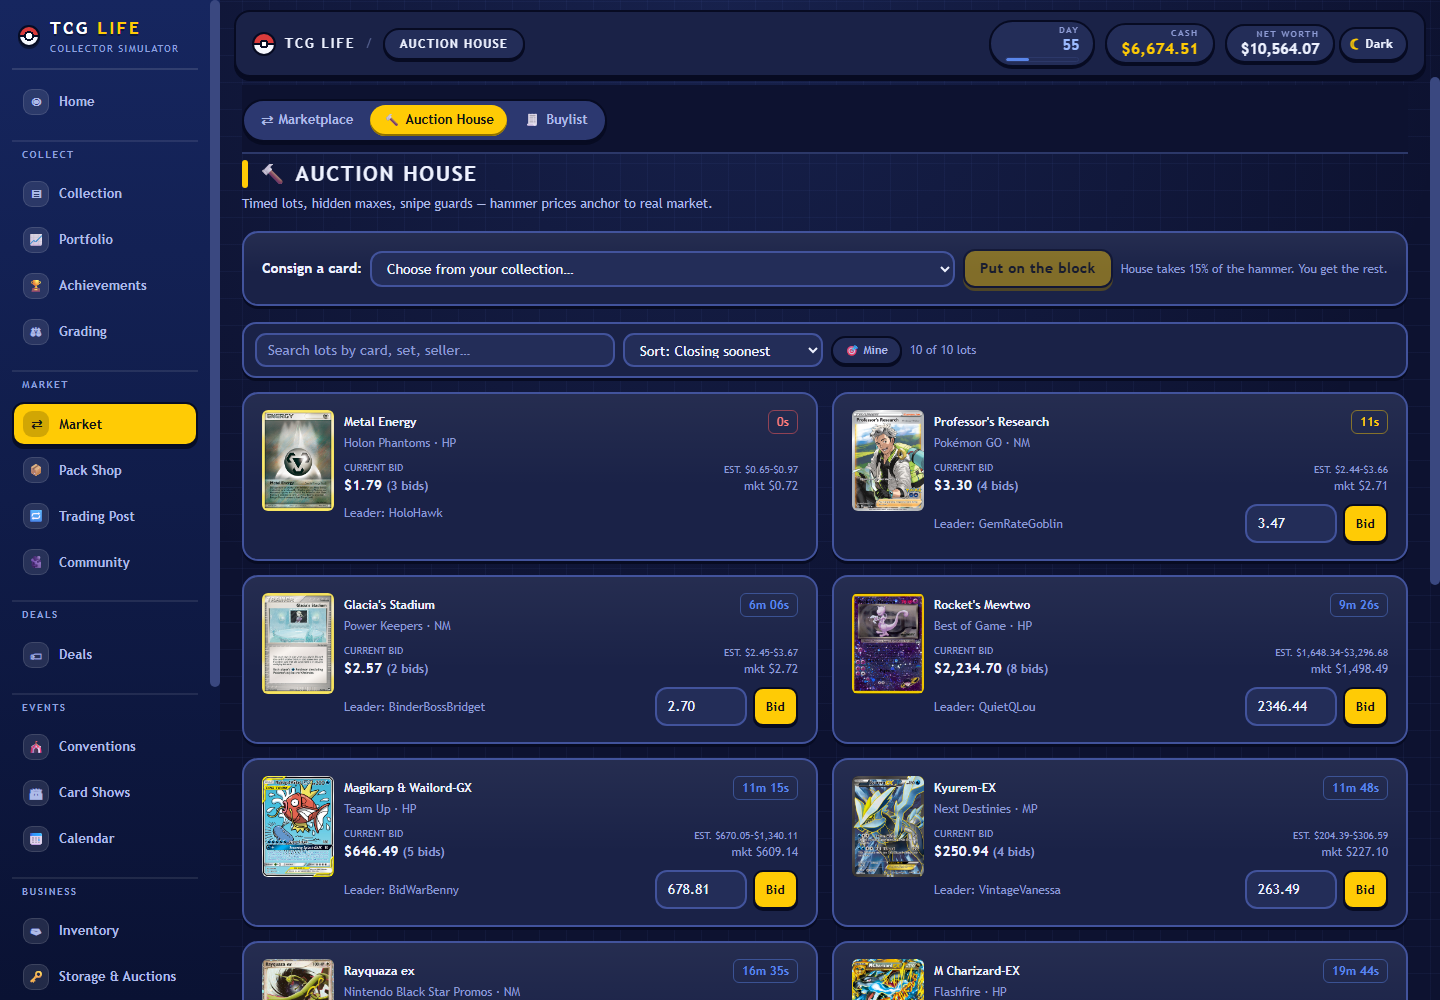 TCG LIFE
COLLECTOR SIMULATOR
Home
COLLECT
Collection
Portfolio
Achievements
Grading
MARKET
Market
Pack Shop
Trading Post
Community
DEALS
Deals
EVENTS
Conventions
Card Shows
Calendar
BUSINESS
Inventory
Storage & Auctions
TCG LIFE / AUCTION HOUSE
DAY
55
CASH
$6,674.51
NET WORTH
$10,564.07
Dark
Marketplace
Auction House
Buylist
AUCTION HOUSE
Timed lots, hidden maxes, snipe guards — hammer prices anchor to real market.
Consign a card:
Choose from your collection...
Put on the block
House takes 15% of the hammer. You get the rest.
Search lots by card, set, seller...
Sort: Closing soonest
Mine
10 of 10 lots
Metal Energy
0s
Holon Phantoms · HP
CURRENT BID
EST. $0.65-$0.97
$1.79 (3 bids)
mkt $0.72
Leader: HoloHawk
Professor's Research
11s
Pokémon GO · NM
CURRENT BID
EST. $2.44-$3.66
$3.30 (4 bids)
mkt $2.71
Leader: GemRateGoblin
3.47
Bid
Glacia's Stadium
6m 06s
Power Keepers · NM
CURRENT BID
EST. $2.45-$3.67
$2.57 (2 bids)
mkt $2.72
Leader: BinderBossBridget
2.70
Bid
Rocket's Mewtwo
9m 26s
Best of Game · HP
CURRENT BID
EST. $1,648.34-$3,296.68
$2,234.70 (8 bids)
mkt $1,498.49
Leader: QuietQLou
2346.44
Bid
Magikarp & Wailord-GX
11m 15s
Team Up · HP
CURRENT BID
EST. $670.05-$1,340.11
$646.49 (5 bids)
mkt $609.14
Leader: BidWarBenny
678.81
Bid
Kyurem-EX
11m 48s
Next Destinies · MP
CURRENT BID
EST. $204.39-$306.59
$250.94 (4 bids)
mkt $227.10
Leader: VintageVanessa
263.49
Bid
Rayquaza ex
16m 35s
Nintendo Black Star Promos · NM
M Charizard-EX
19m 44s
Flashfire · HP